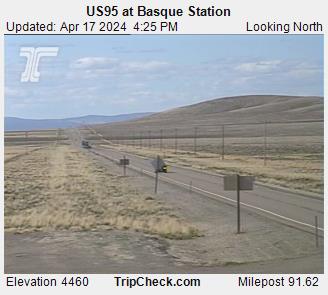 US95 at Basque Station
Updated: Apr 17 2024 4:25 PM Looking North
Elevation 4460 TripCheck.com Milepost 91.62